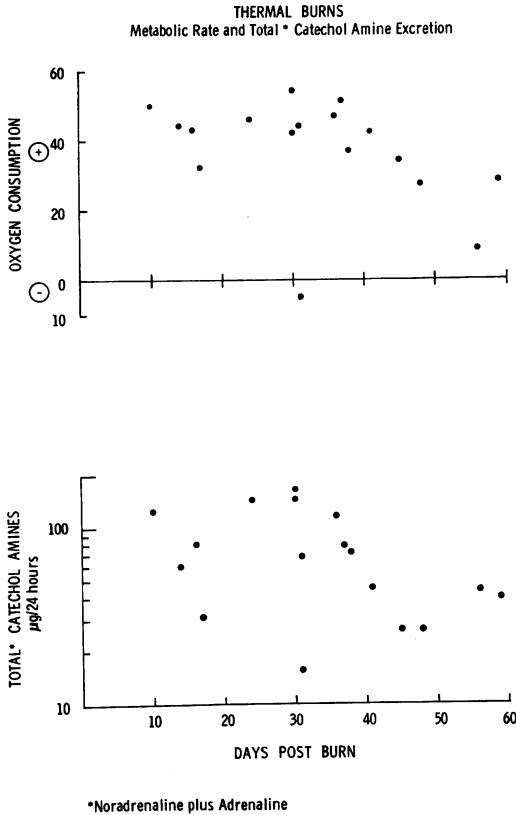 THERMAL BURNS
Metabolic Rate and Total * Catechol Amine Excretion
OXYGEN CONSUMPTION
+
-
60
40
20
0
10
TOTAL* CATECHOL AMINES
µg/24 hours
100
10
10 20 30 40 50 60
DAYS POST BURN
*Noradrenaline plus Adrenaline